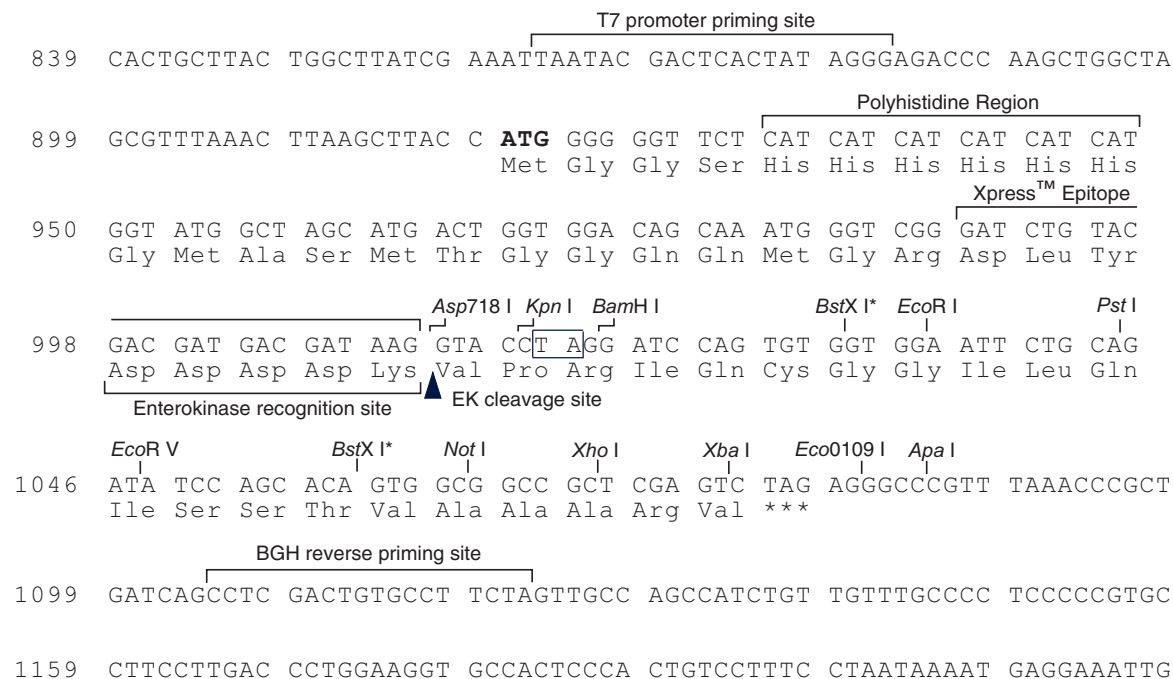 T7 promoter priming site
839 CACTGCTTAC TGGCTTATCG AAATTAATAC GACTCACTAT AGGGAGACCC AAGCTGGCTA
Polyhistidine Region
899 GCGTTTAAAC TTAAGCTTAC C ATG GGG GGT TCT CAT CAT CAT CAT CAT CAT
Met Gly Gly Ser His His His His His His
Xpress™ Epitope
950 GGT ATG GCT AGC ATG ACT GGT GGA CAG CAA ATG GGT CGG GAT CTG TAC
Gly Met Ala Ser Met Thr Gly Gly Gln Gln Met Gly Arg Asp Leu Tyr
Asp718 I Kpn I BamH I BstX I* EcoR I Pst I
998 GAC GAT GAC GAT AAG GTA CCTAGG ATC CAG TGT GGT GGA ATT CTG CAG
Asp Asp Asp Asp Lys Val Pro Arg Ile Gln Cys Gly Gly Ile Leu Gln
Enterokinase recognition site EK cleavage site
EcoR V BstX I* Not I Xho I Xba I Eco0109 I Apa I
1046 ATA TCC AGC ACA GTG GCG GCC GCT CGA GTC TAG AGGGCCCGTT TAAACCCGCT
Ile Ser Ser Thr Val Ala Ala Ala Arg Val ***
BGH reverse priming site
1099 GATCAGCCTC GACTGTGCCT TCTAGTTGCC AGCCATCTGT TGTTTGCCCC TCCCCCGTGC
1159 CTTCCTTGAC CCTGGAAGGT GCCACTCCCA CTGTCCTTTC CTAATAAAAT GAGGAAATTG